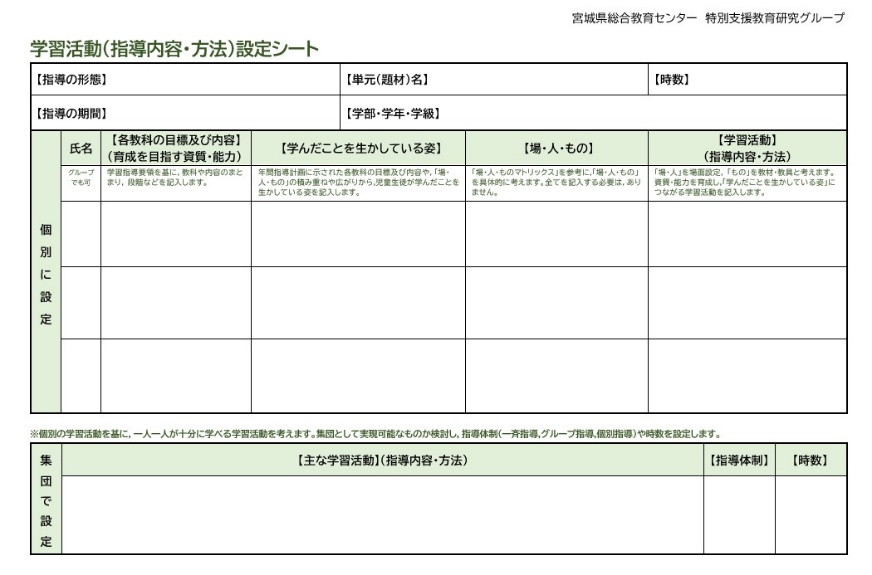 宮城県総合教育センター 特別支援教育研究グループ
学習活動(指導内容・方法)設定シート
【指導の形態】
【単元(題材)名】
【時数】
【指導の期間】
【学部・学年・学級】
個別に設定
氏名
【各教科の目標及び内容】
(育成を目指す資質・能力)
【学んだことを生かしている姿】
【場・人・もの】
【学習活動】
(指導内容・方法)
グループ
でも可
学習指導要領を基に,教科や内容のまと
まり,段階などを記入します。
年間指導計画に示された各教科の目標及び内容や,「場・
人・もの」の積み重ねや広がりから,児童生徒が学んだことを
生かしている姿を記入します。
「場・人・ものマトリックス」を参考に,「場・人・もの」
を具体的に考えます。全てを記入する必要は,あり
ません。
「場・人」を場面設定,「もの」を教材・教具と考えます。
資質・能力を育成し,「学んだことを生かしている姿」に
つながる学習活動を記入します。
※個別の学習活動を基に,一人一人が十分に学べる学習活動を考えます。集団として実現可能なものか検討し,指導体制(一斉指導,グループ指導,個別指導)や時数を設定します。
集団で設定
【主な学習活動】(指導内容・方法)
【指導体制】
【時数】